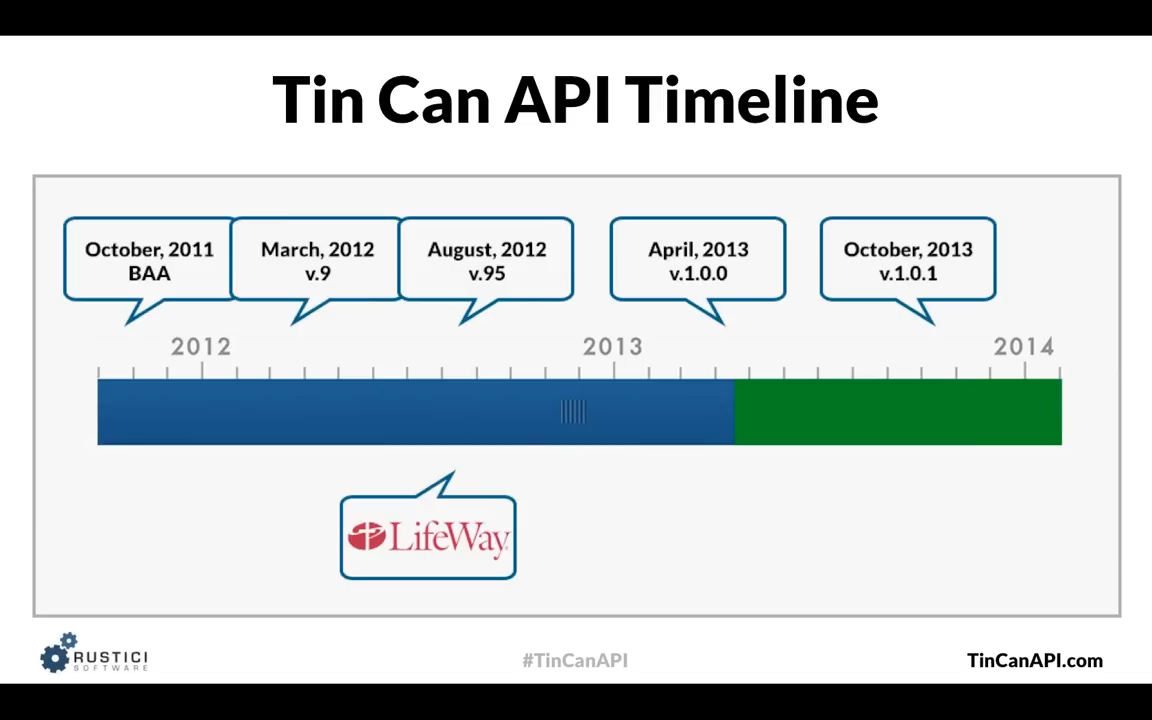 Tin Can API Timeline
October, 2011
BAA
March, 2012
v.9
August, 2012
v.95
April, 2013
v.1.0.0
October, 2013
v.1.0.1
2012
2013
2014
LifeWay
RUSTICI
SOFTWARE
#TinCanAPI
TinCanAPI.com